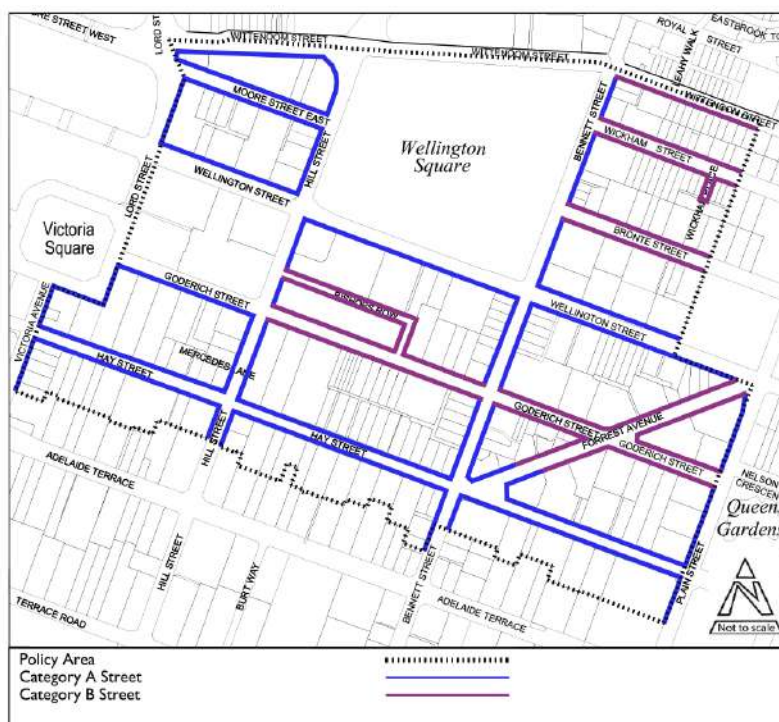 RE STREET WEST
LORD ST
WITTENOOM STREET
WITTENOOM STREET
ROYAL
STREET
EASTBROOK
LEAHY WALK
WITTENOOM STREET
MOORE STREET EAST
BENNETT STREET
WICKHAM STREET
Wellington
Square
HILL STREET
WELLINGTON STREET
LORD STREET
WICKHAM PLACE
BRONTE STREET
Victoria
Square
GODERICH STREET
VICTORIA AVENUE
WELLINGTON STREET
MERCEDES LANE
HAY STREET
GODERICH STREET
FORREST AVENUE
GODERICH STREET
HILL STREET
HAY STREET
ADELAIDE TERRACE
NELSON
CRESCENT
Queens
Gardens
PLAIN STREET
HILL STREET
BURT WAY
BENNETT STREET
ADELAIDE TERRACE
TERRACE ROAD
N
Not to scale
Policy Area
Category A Street
Category B Street